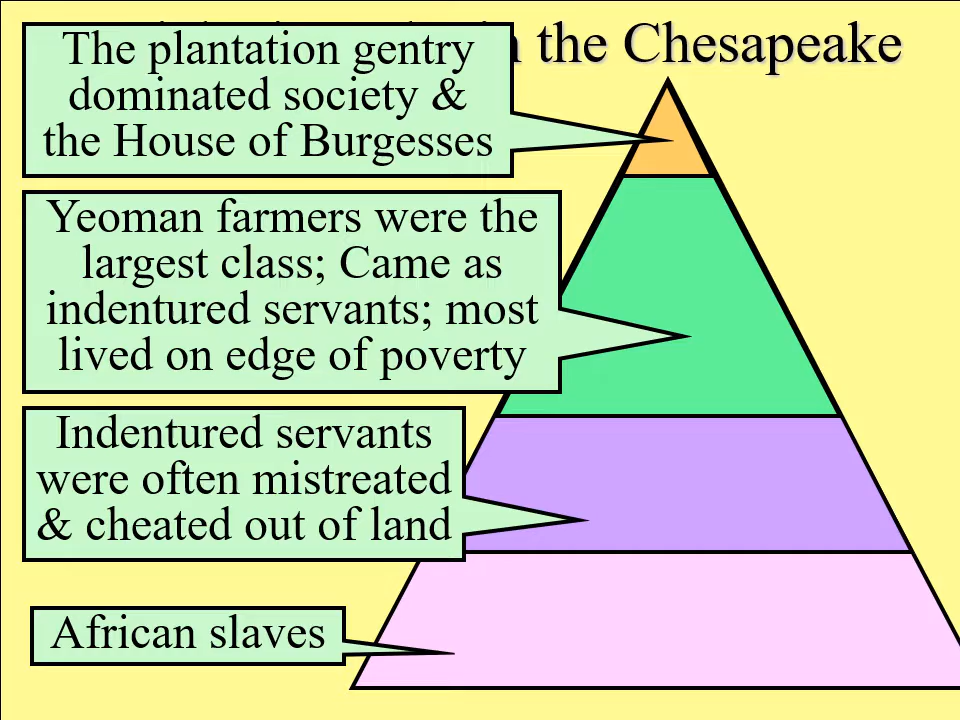 the Chesapeake
The plantation gentry
dominated society &
the House of Burgesses
Yeoman farmers were the
largest class; Came as
indentured servants; most
lived on edge of poverty
Indentured servants
were often mistreated
& cheated out of land
African slaves